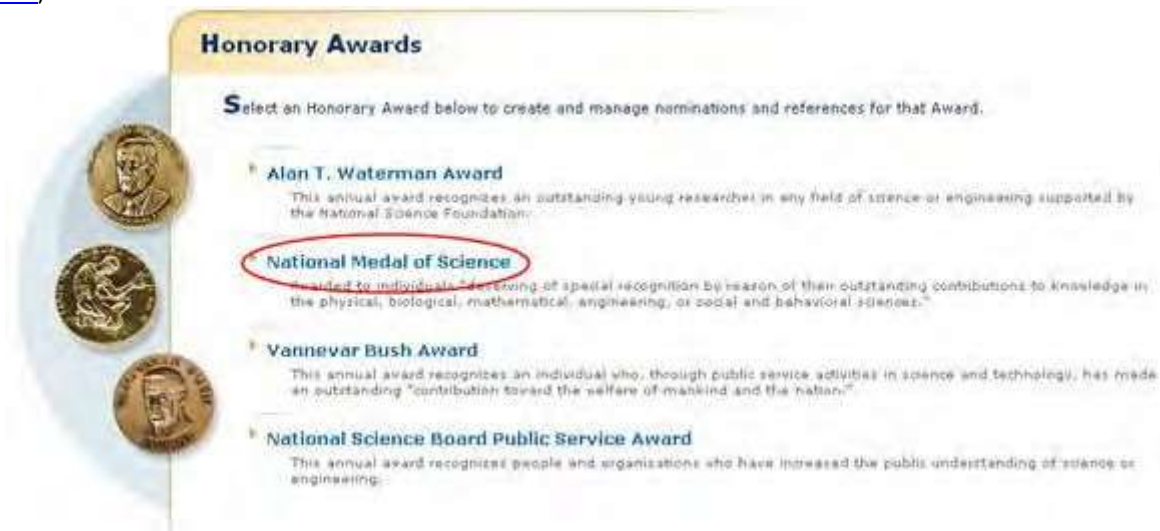 Honorary Awards
Select an Honorary Award below to create and manage nominations and references for that Award.
Alan T. Waterman Award
This annual award recognizes an outstanding young researcher in any field of science or engineering supported by
the National Science Foundation.
National Medal of Science
Awarded to individuals "deserving of special recognition by reason of their outstanding contributions to knowledge in
the physical, biological, mathematical, engineering, or social and behavioral sciences."
Vannevar Bush Award
This annual award recognizes an individual who, through public service activities in science and technology, has made
an outstanding "contribution toward the welfare of mankind and the nation."
National Science Board Public Service Award
This annual award recognizes people and organizations who have increased the public understanding of science or
engineering.